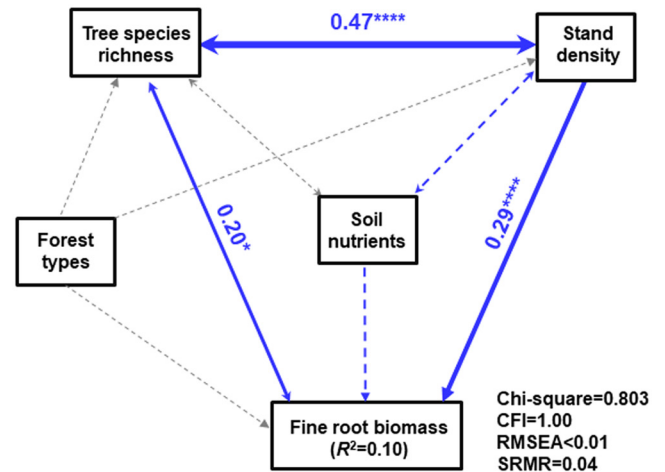 0.47****
Tree species
richness
Stand
density
Forest
types
Soil
nutrients
0.20*
0.29****
Fine root biomass
(R²=0.10)
Chi-square=0.803
CFI=1.00
RMSEA<0.01
SRMR=0.04